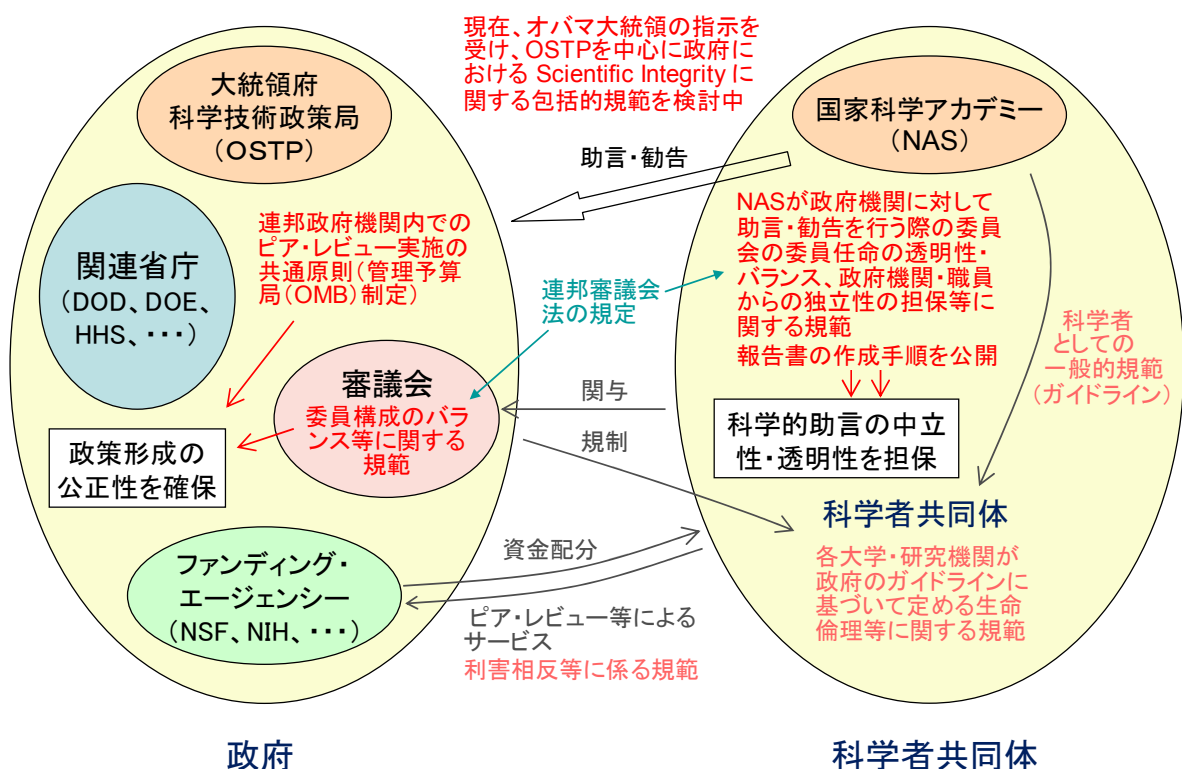 現在、オバマ大統領の指示を
受け、OSTPを中心に政府に
おける Scientific Integrity に
関する包括的規範を検討中
大統領府
科学技術政策局
（OSTP）
国家科学アカデミー
（NAS）
助言・勧告
関連省庁
（DOD、DOE、
HHS、・・・）
連邦政府機関内での
ピア・レビュー実施の
共通原則（管理予算
局（OMB）制定）
連邦審議会
法の規定
NASが政府機関に対して
助言・勧告を行う際の委員
会の委員任命の透明性・
バランス、政府機関・職員
からの独立性の担保等に
関する規範
報告書の作成手順を公開
科学者
としての
一般的規範
（ガイドライン）
審議会
委員構成のバラ
ンス等に関する
規範
関与
規制
政策形成の
公正性を確保
科学的助言の中立
性・透明性を担保
科学者共同体
各大学・研究機関が
政府のガイドラインに
基づいて定める生命
倫理等に関する規範
ファンディング・
エージェンシー
（NSF、NIH、・・・）
資金配分
ピア・レビュー等による
サービス
利害相反等に係る規範
政府
科学者共同体